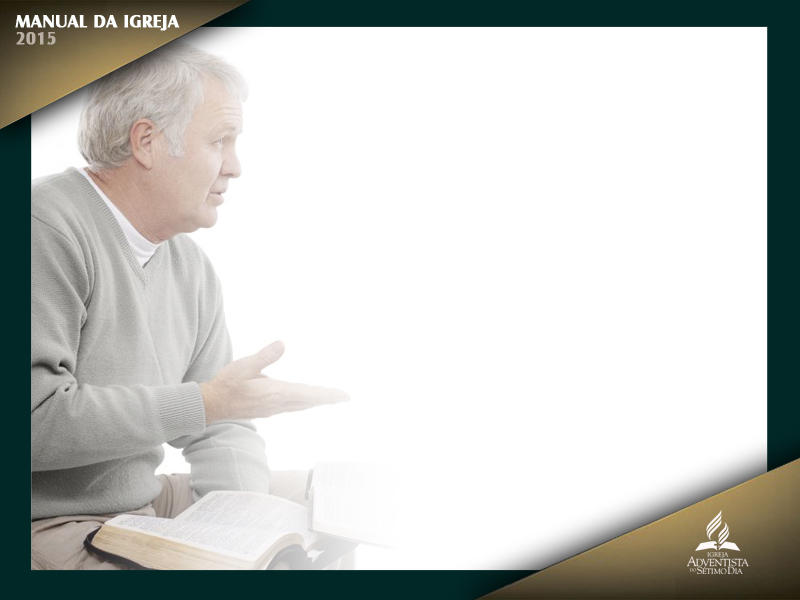 MANUAL DA IGREJA
2015
IGREJA
ADVENTISTA
DO SÉTIMO DIA